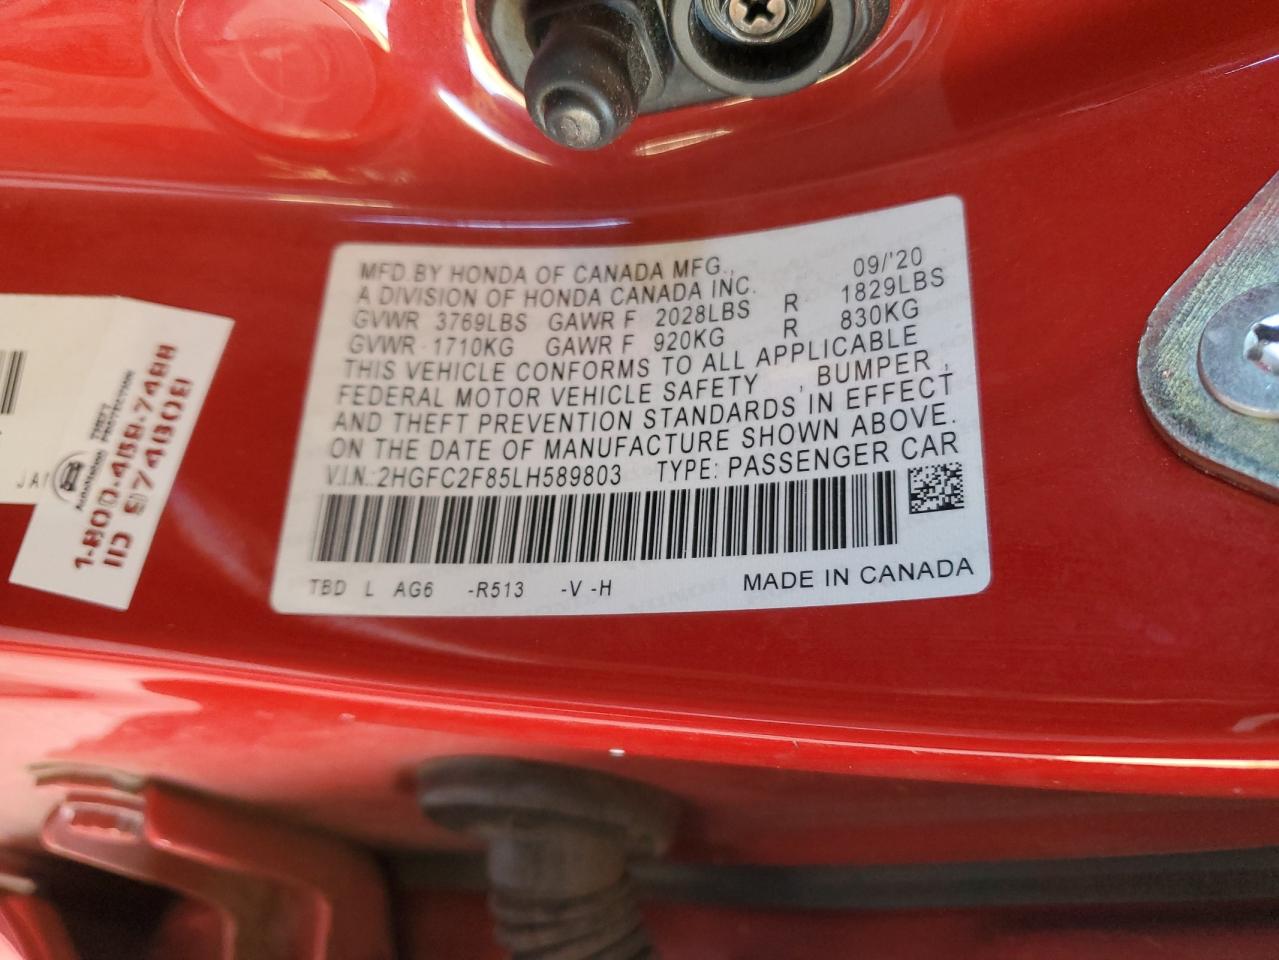 MFD.BY HONDA OF CANADA MFG., 09/'20
A DIVISION OF HONDA CANADA INC.
GVWR 3769LBS GAWR F 2028LBS R 1829LBS
GVWR 1710KG GAWR F 920KG R 830KG
THIS VEHICLE CONFORMS TO ALL APPLICABLE
FEDERAL MOTOR VEHICLE SAFETY , BUMPER ,
AND THEFT PREVENTION STANDARDS IN EFFECT
ON THE DATE OF MANUFACTURE SHOWN ABOVE.
V.I.N.:2HGFC2F85LH589803 TYPE: PASSENGER CAR
TBD L AG6 -R513 -V -H MADE IN CANADA
THEFT
PROTECTION
1-800-488-7488